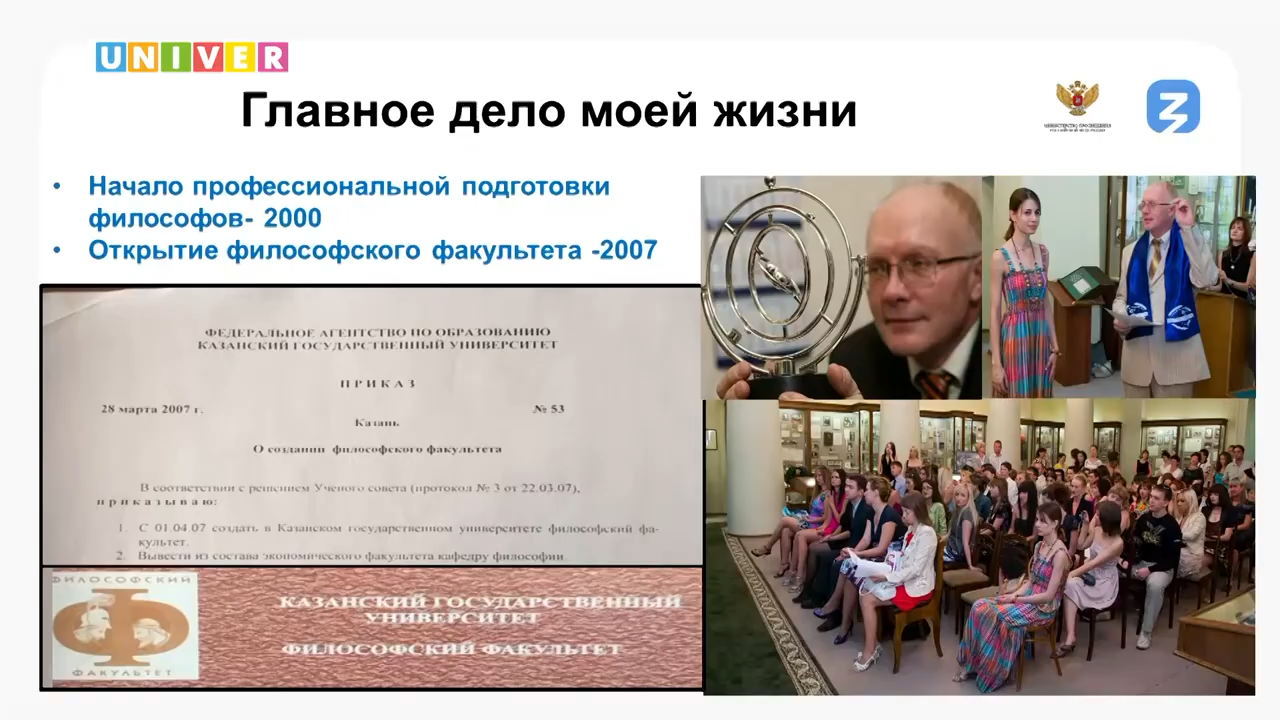 UNIVER
Главное дело моей жизни
МИНИСТЕРСТВО ПРОСВЕЩЕНИЯ
• Начало профессиональной подготовки
философов- 2000
• Открытие философского факультета -2007
ФЕДЕРАЛЬНОЕ АГЕНТСТВО ПО ОБРАЗОВАНИЮ
КАЗАНСКИЙ ГОСУДАРСТВЕННЫЙ УНИВЕРСИТЕТ
П Р И К А З
28 марта 2007 г. № 53
Казань
О создании философского факультета
В соответствии с решением Ученого совета (протокол № 3 от 22.03.07),
п р и к а з ы в а ю:
1. С 01.04.07 создать в Казанском государственном университете философский фа-
культет.
2. Вывести из состава экономического факультета кафедру философии.
ФИЛОСОФСКИЙ
ФАКУЛЬТЕТ
КАЗАНСКИЙ ГОСУДАРСТВЕННЫЙ
УНИВЕРСИТЕТ
ФИЛОСОФСКИЙ ФАКУЛЬТЕТ